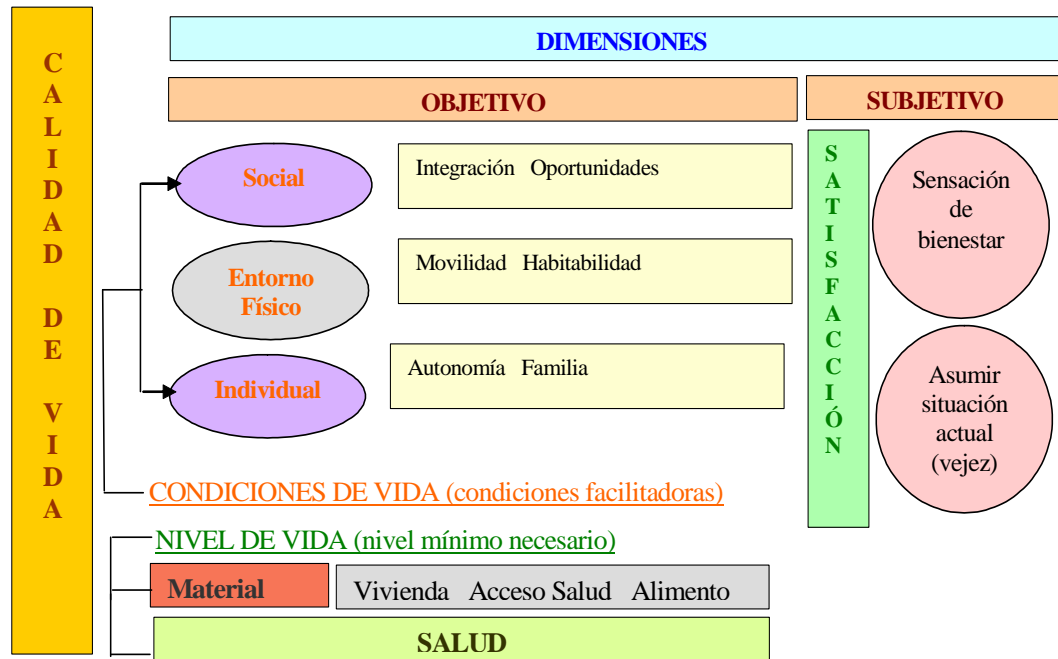 CALIDAD DE VIDA
DIMENSIONES
OBJETIVO
SUBJETIVO
Social
Integración Oportunidades
Entorno
Físico
Movilidad Habitabilidad
Individual
Autonomía Familia
SATISFACCIÓN
Sensación
de
bienestar
Asumir
situación
actual
(vejez)
CONDICIONES DE VIDA (condiciones facilitadoras)
NIVEL DE VIDA (nivel mínimo necesario)
Material
Vivienda Acceso Salud Alimento
SALUD